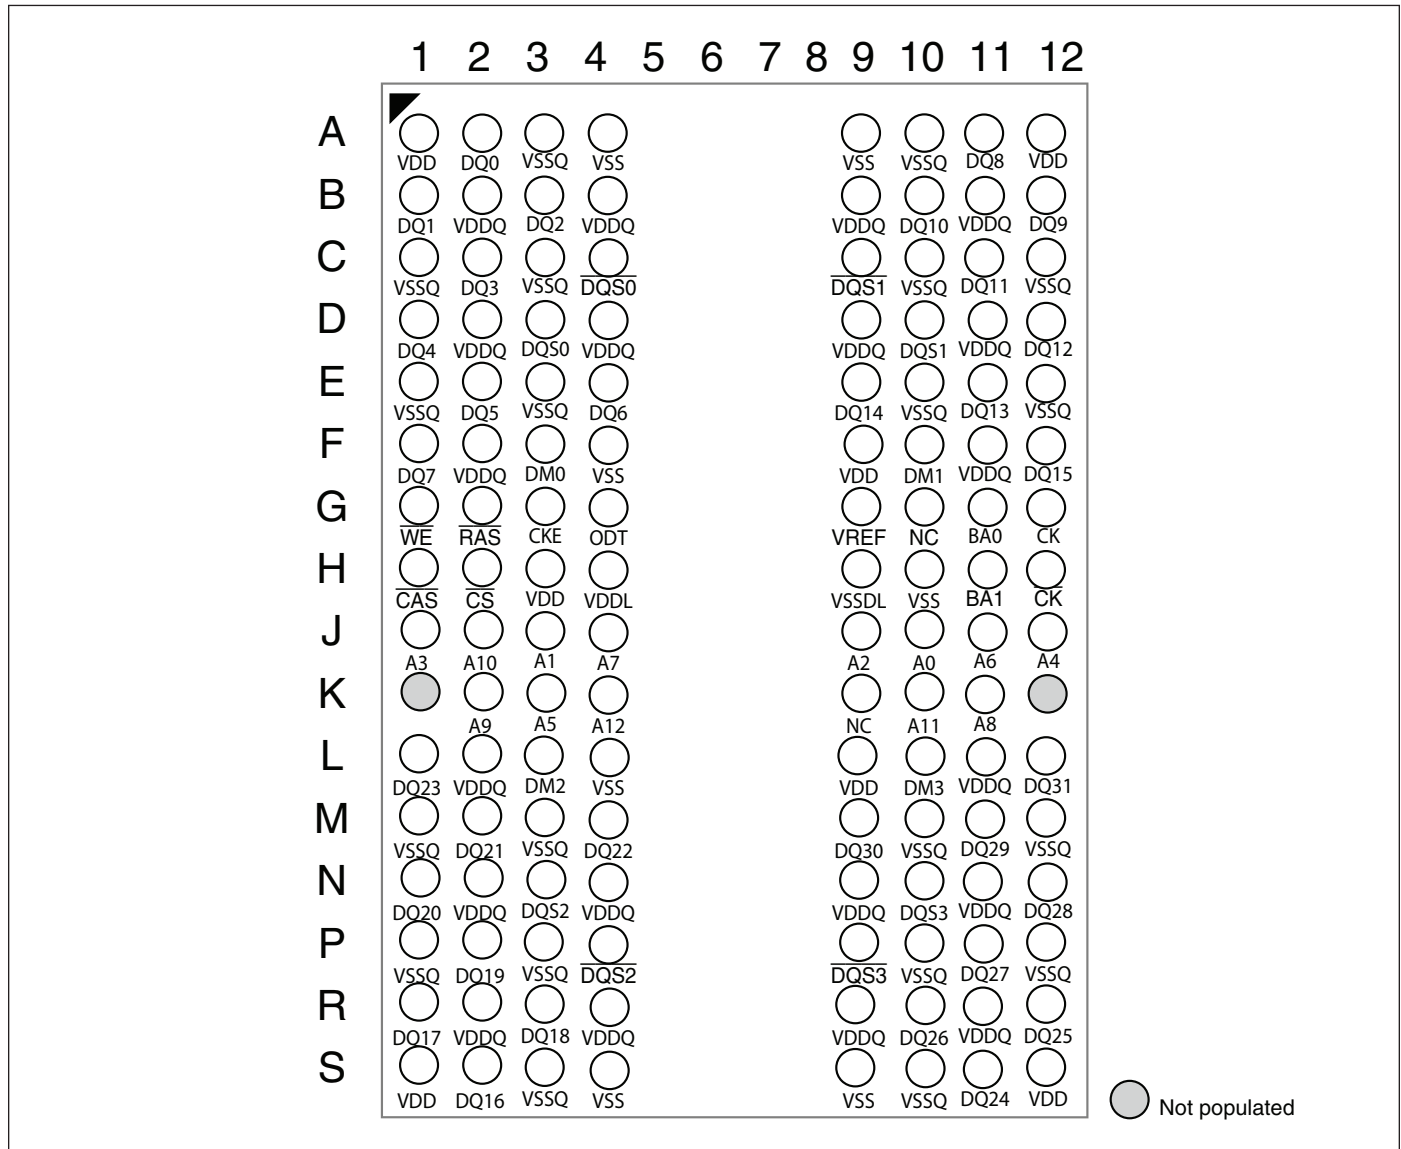 1 2 3 4 5 6 7 8 9 10 11 12
A
VDD DQ0 VSSQ VSS VSS VSSQ DQ8 VDD
B
DQ1 VDDQ DQ2 VDDQ VDDQ DQ10 VDDQ DQ9
C
VSSQ DQ3 VSSQ DQS0 DQS1 VSSQ DQ11 VSSQ
D
DQ4 VDDQ DQS0 VDDQ VDDQ DQS1 VDDQ DQ12
E
VSSQ DQ5 VSSQ DQ6 DQ14 VSSQ DQ13 VSSQ
F
DQ7 VDDQ DM0 VSS VDD DM1 VDDQ DQ15
G
WE RAS CKE ODT VREF NC BA0 CK
H
CAS CS VDD VDDL VSSDL VSS BA1 CK
J
A3 A10 A1 A7 A2 A0 A6 A4
K
A9 A5 A12 NC A11 A8
L
DQ23 VDDQ DM2 VSS VDD DM3 VDDQ DQ31
M
VSSQ DQ21 VSSQ DQ22 DQ30 VSSQ DQ29 VSSQ
N
DQ20 VDDQ DQS2 VDDQ VDDQ DQS3 VDDQ DQ28
P
VSSQ DQ19 VSSQ DQS2 DQS3 VSSQ DQ27 VSSQ
R
DQ17 VDDQ DQ18 VDDQ VDDQ DQ26 VDDQ DQ25
S
VDD DQ16 VSSQ VSS VSS VSSQ DQ24 VDD
Not populated